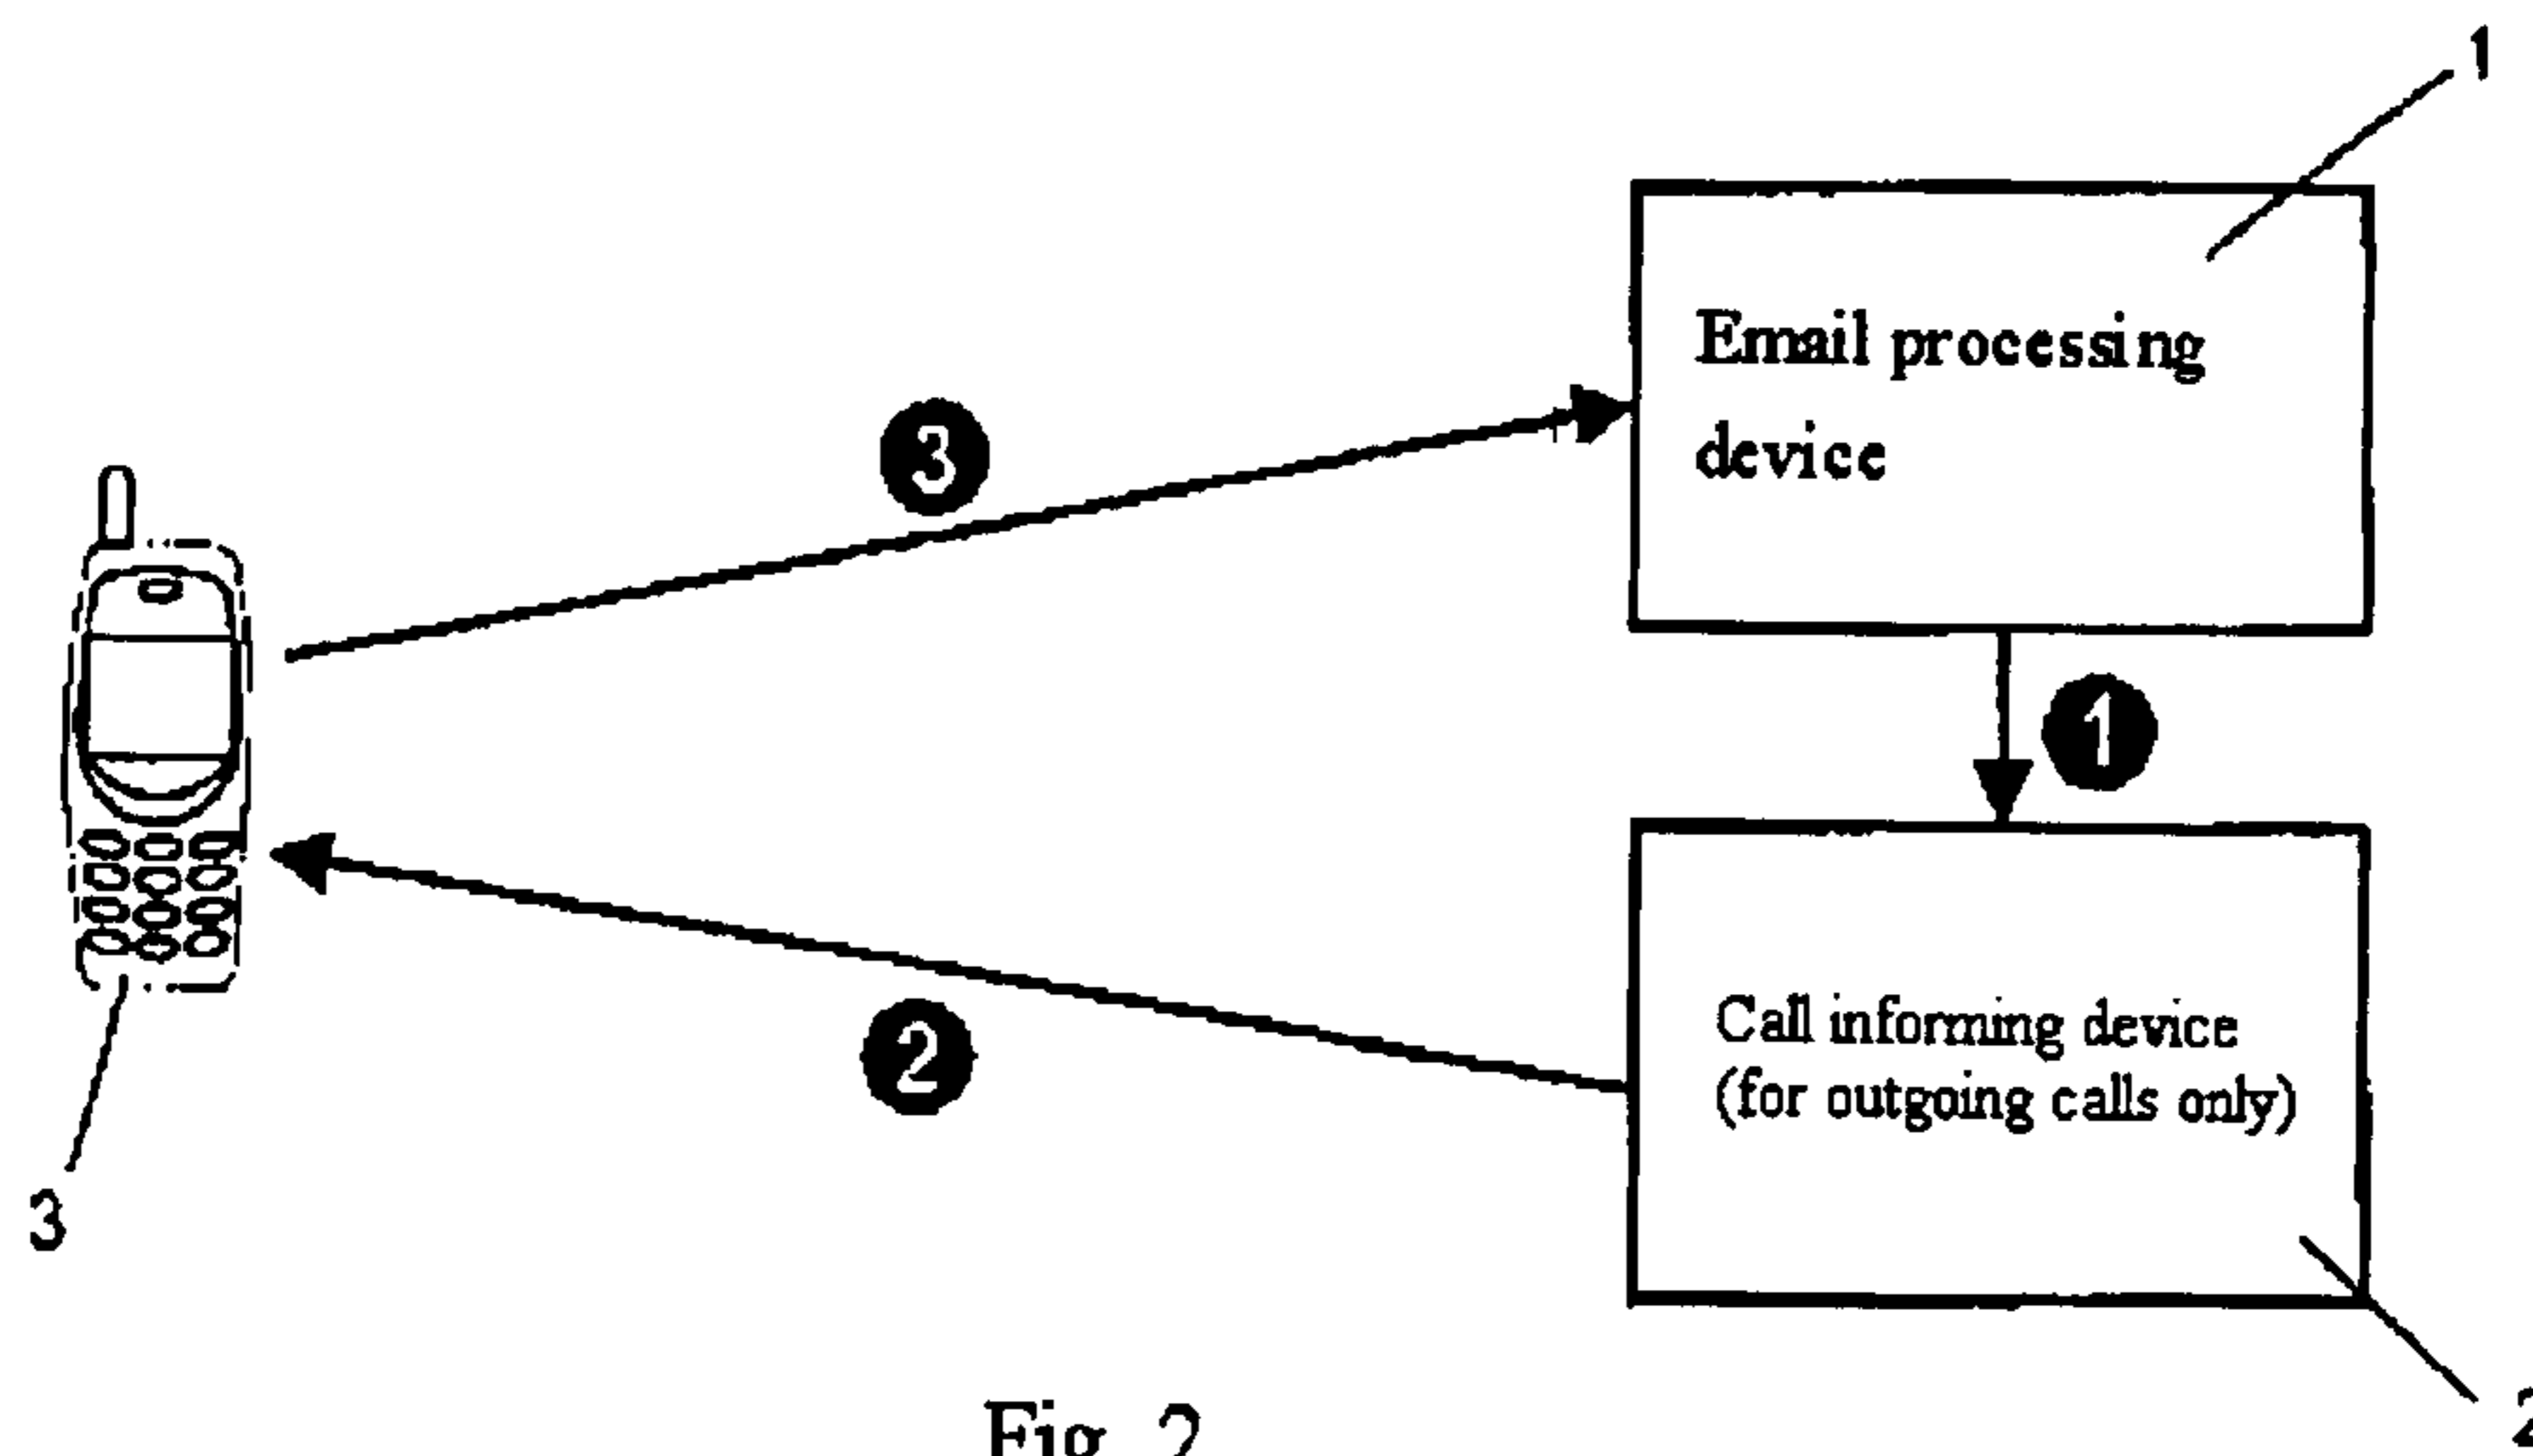 1
Email processing
device
3
1
Call informing device
(for outgoing calls only)
2
3
2
Fig. 2